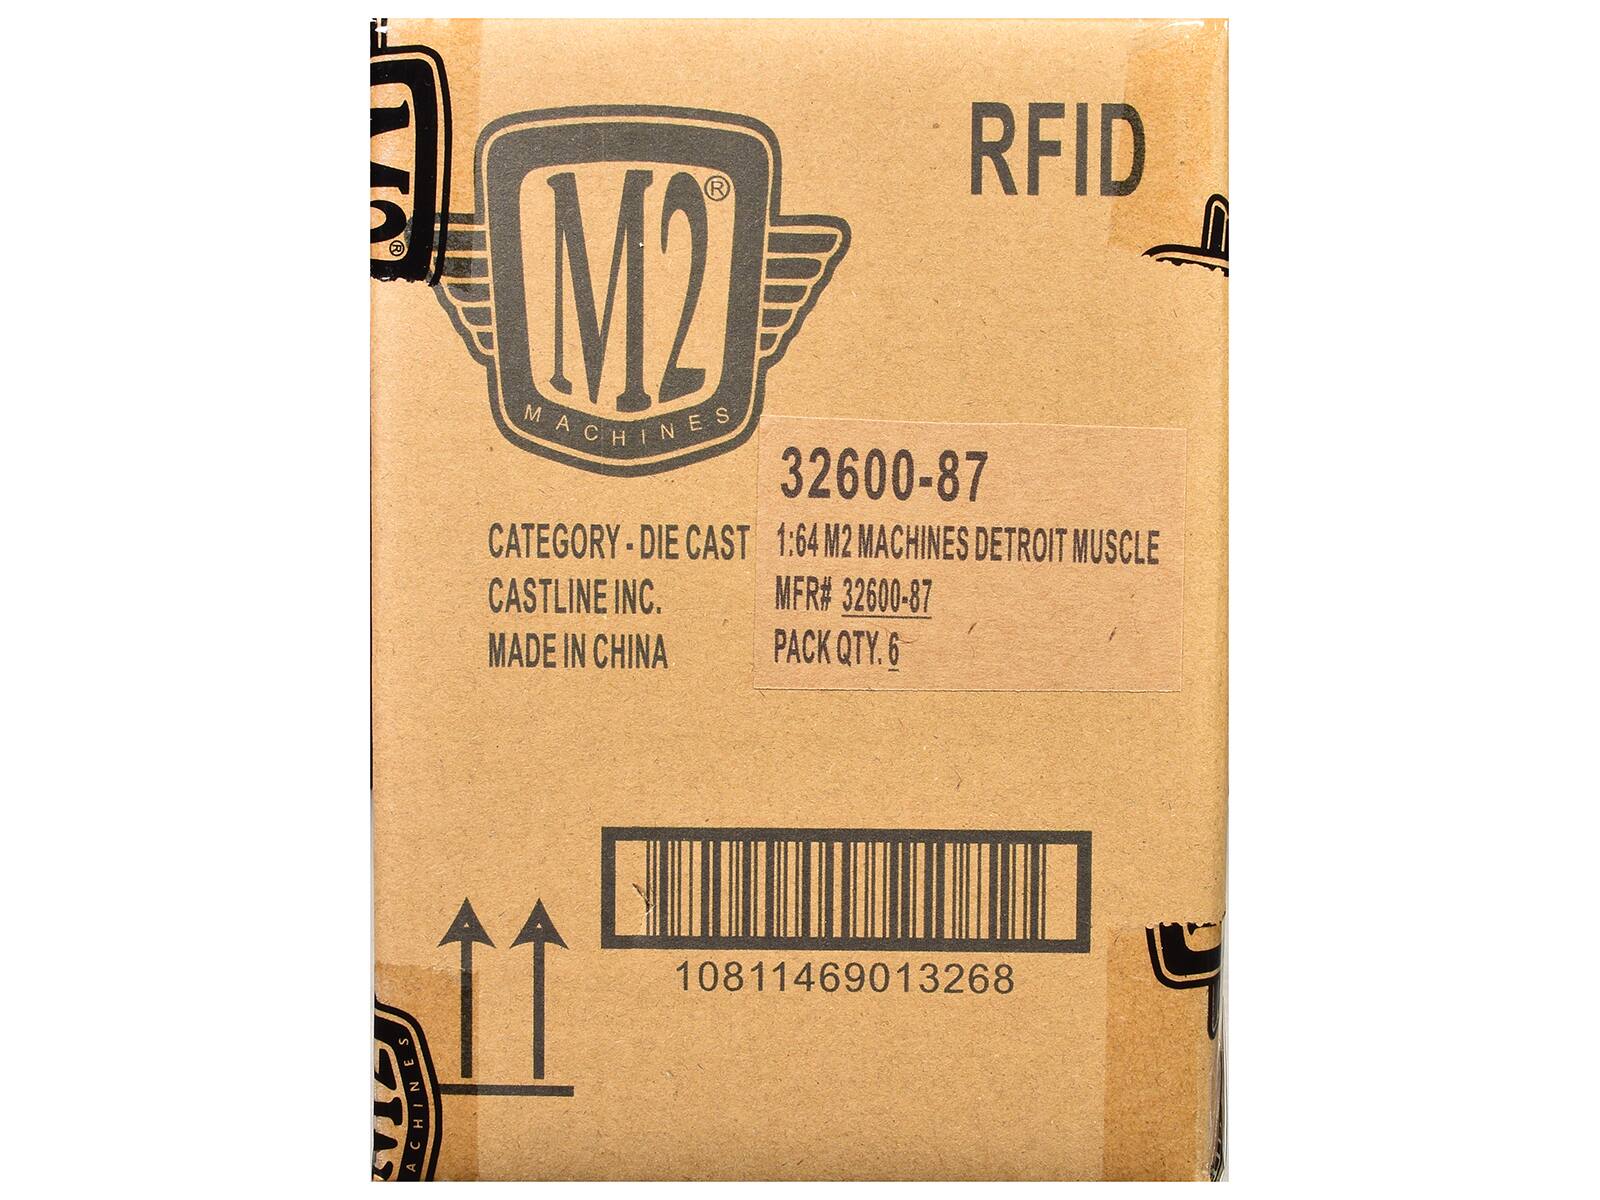 RFID
M2®
MACHINES
32600-87
CATEGORY - DIE CAST
CASTLINE INC.
MADE IN CHINA
1:64 M2 MACHINES DETROIT MUSCLE
MFR# 32600-87
PACK QTY. 6
10811469013268
®
ACHINES